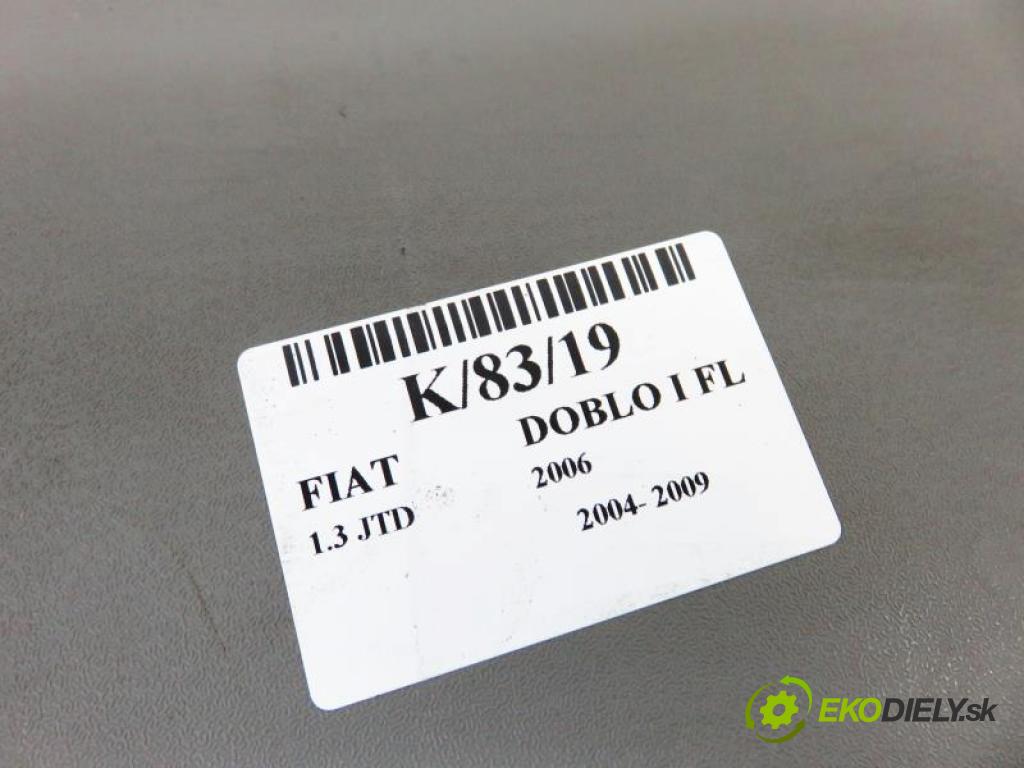 K/83/19
FIAT DOBLO I FL
1.3 JTD 2006
2004- 2009
EKODIELY.sk